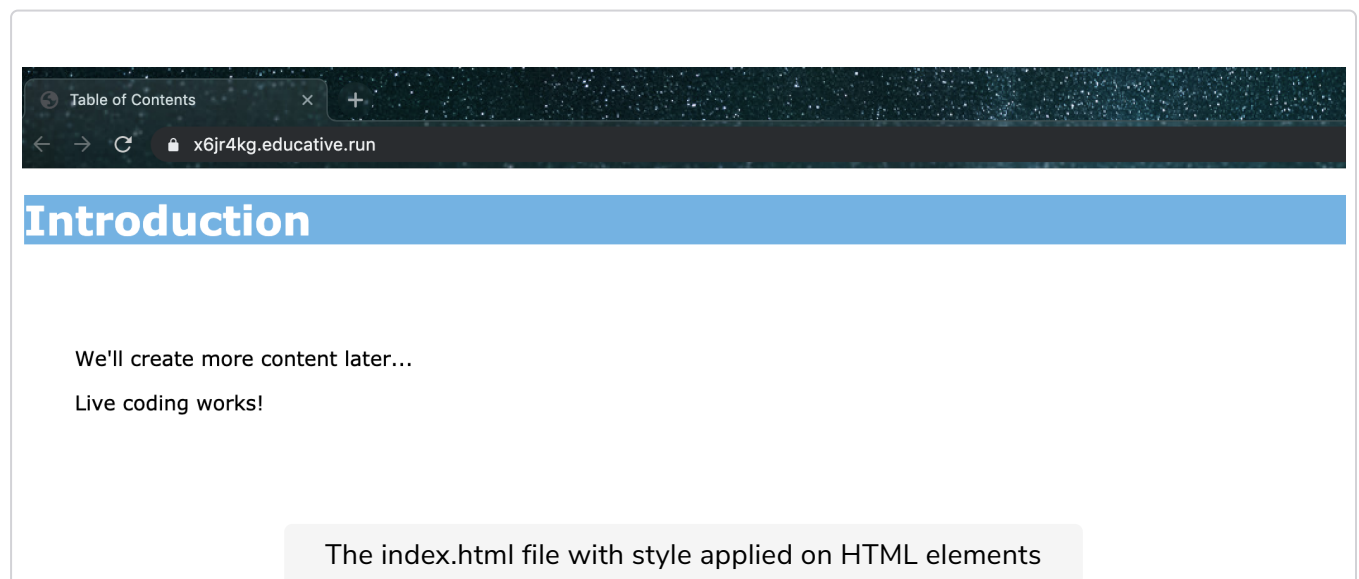 Table of Contents
x6jr4kg.educative.run
Introduction
We'll create more content later...
Live coding works!
The index.html file with style applied on HTML elements